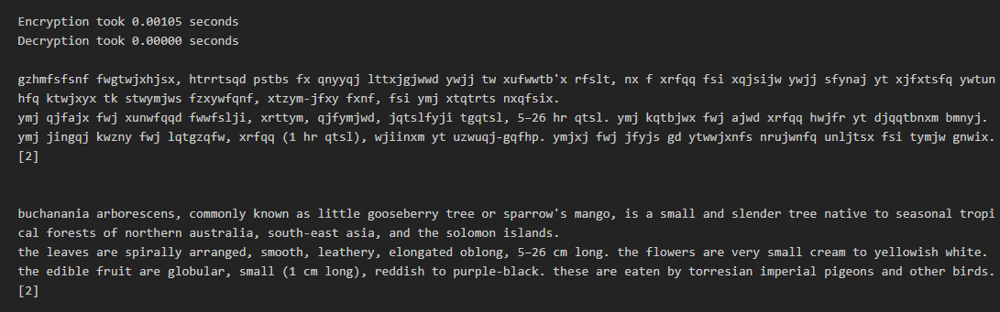 Encryption took 0.00105 seconds
Decryption took 0.00000 seconds
gzhmfsfsnf fwgtwjxhjsx, htrrtsqd pstbs fx qnyyqj lttxjgjwwd ywjj tw xufwwtb'x rfslt, nx f xrfqq fsi xqjsijw ywjj sfynaj yt xjfxtsfq ywtun
hfq ktwjxyx tk stwymjws fzxywfqnf, xtzym-jfxy fxnf, fsi ymj xtqtrts nxqfsix.
ymj qjfajx fwj xunwfqqd fwwfslji, xrttym, qjfymjwd, jqtslfyji tgqtsl, 5–26 hr qtsl. ymj kqtbjwx fwj ajwd xrfqq hwjfr yt djqqtbnxm bmnyj.
ymj jingqj kwzny fwj lqtgzqfw, xrfqq (1 hr qtsl), wjiinxm yt uzwuqj-gqfhp. ymjxj fwj jfyjs gd ytwwjxnfs nrujwnfq unljtsx fsi tymjw gnwix.
[2]
buchanania arborescens, commonly known as little gooseberry tree or sparrow's mango, is a small and slender tree native to seasonal tropi
cal forests of northern australia, south-east asia, and the solomon islands.
the leaves are spirally arranged, smooth, leathery, elongated oblong, 5–26 cm long. the flowers are very small cream to yellowish white.
the edible fruit are globular, small (1 cm long), reddish to purple-black. these are eaten by torresian imperial pigeons and other birds.
[2]